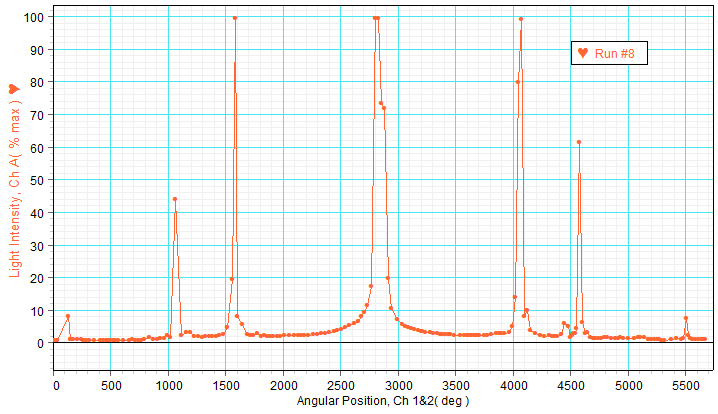 100
90
80
70
60
50
40
30
20
10
0
Light Intensity, Ch A( % max ) ♥
♥ Run #8
0 500 1000 1500 2000 2500 3000 3500 4000 4500 5000 5500
Angular Position, Ch 1&2( deg )